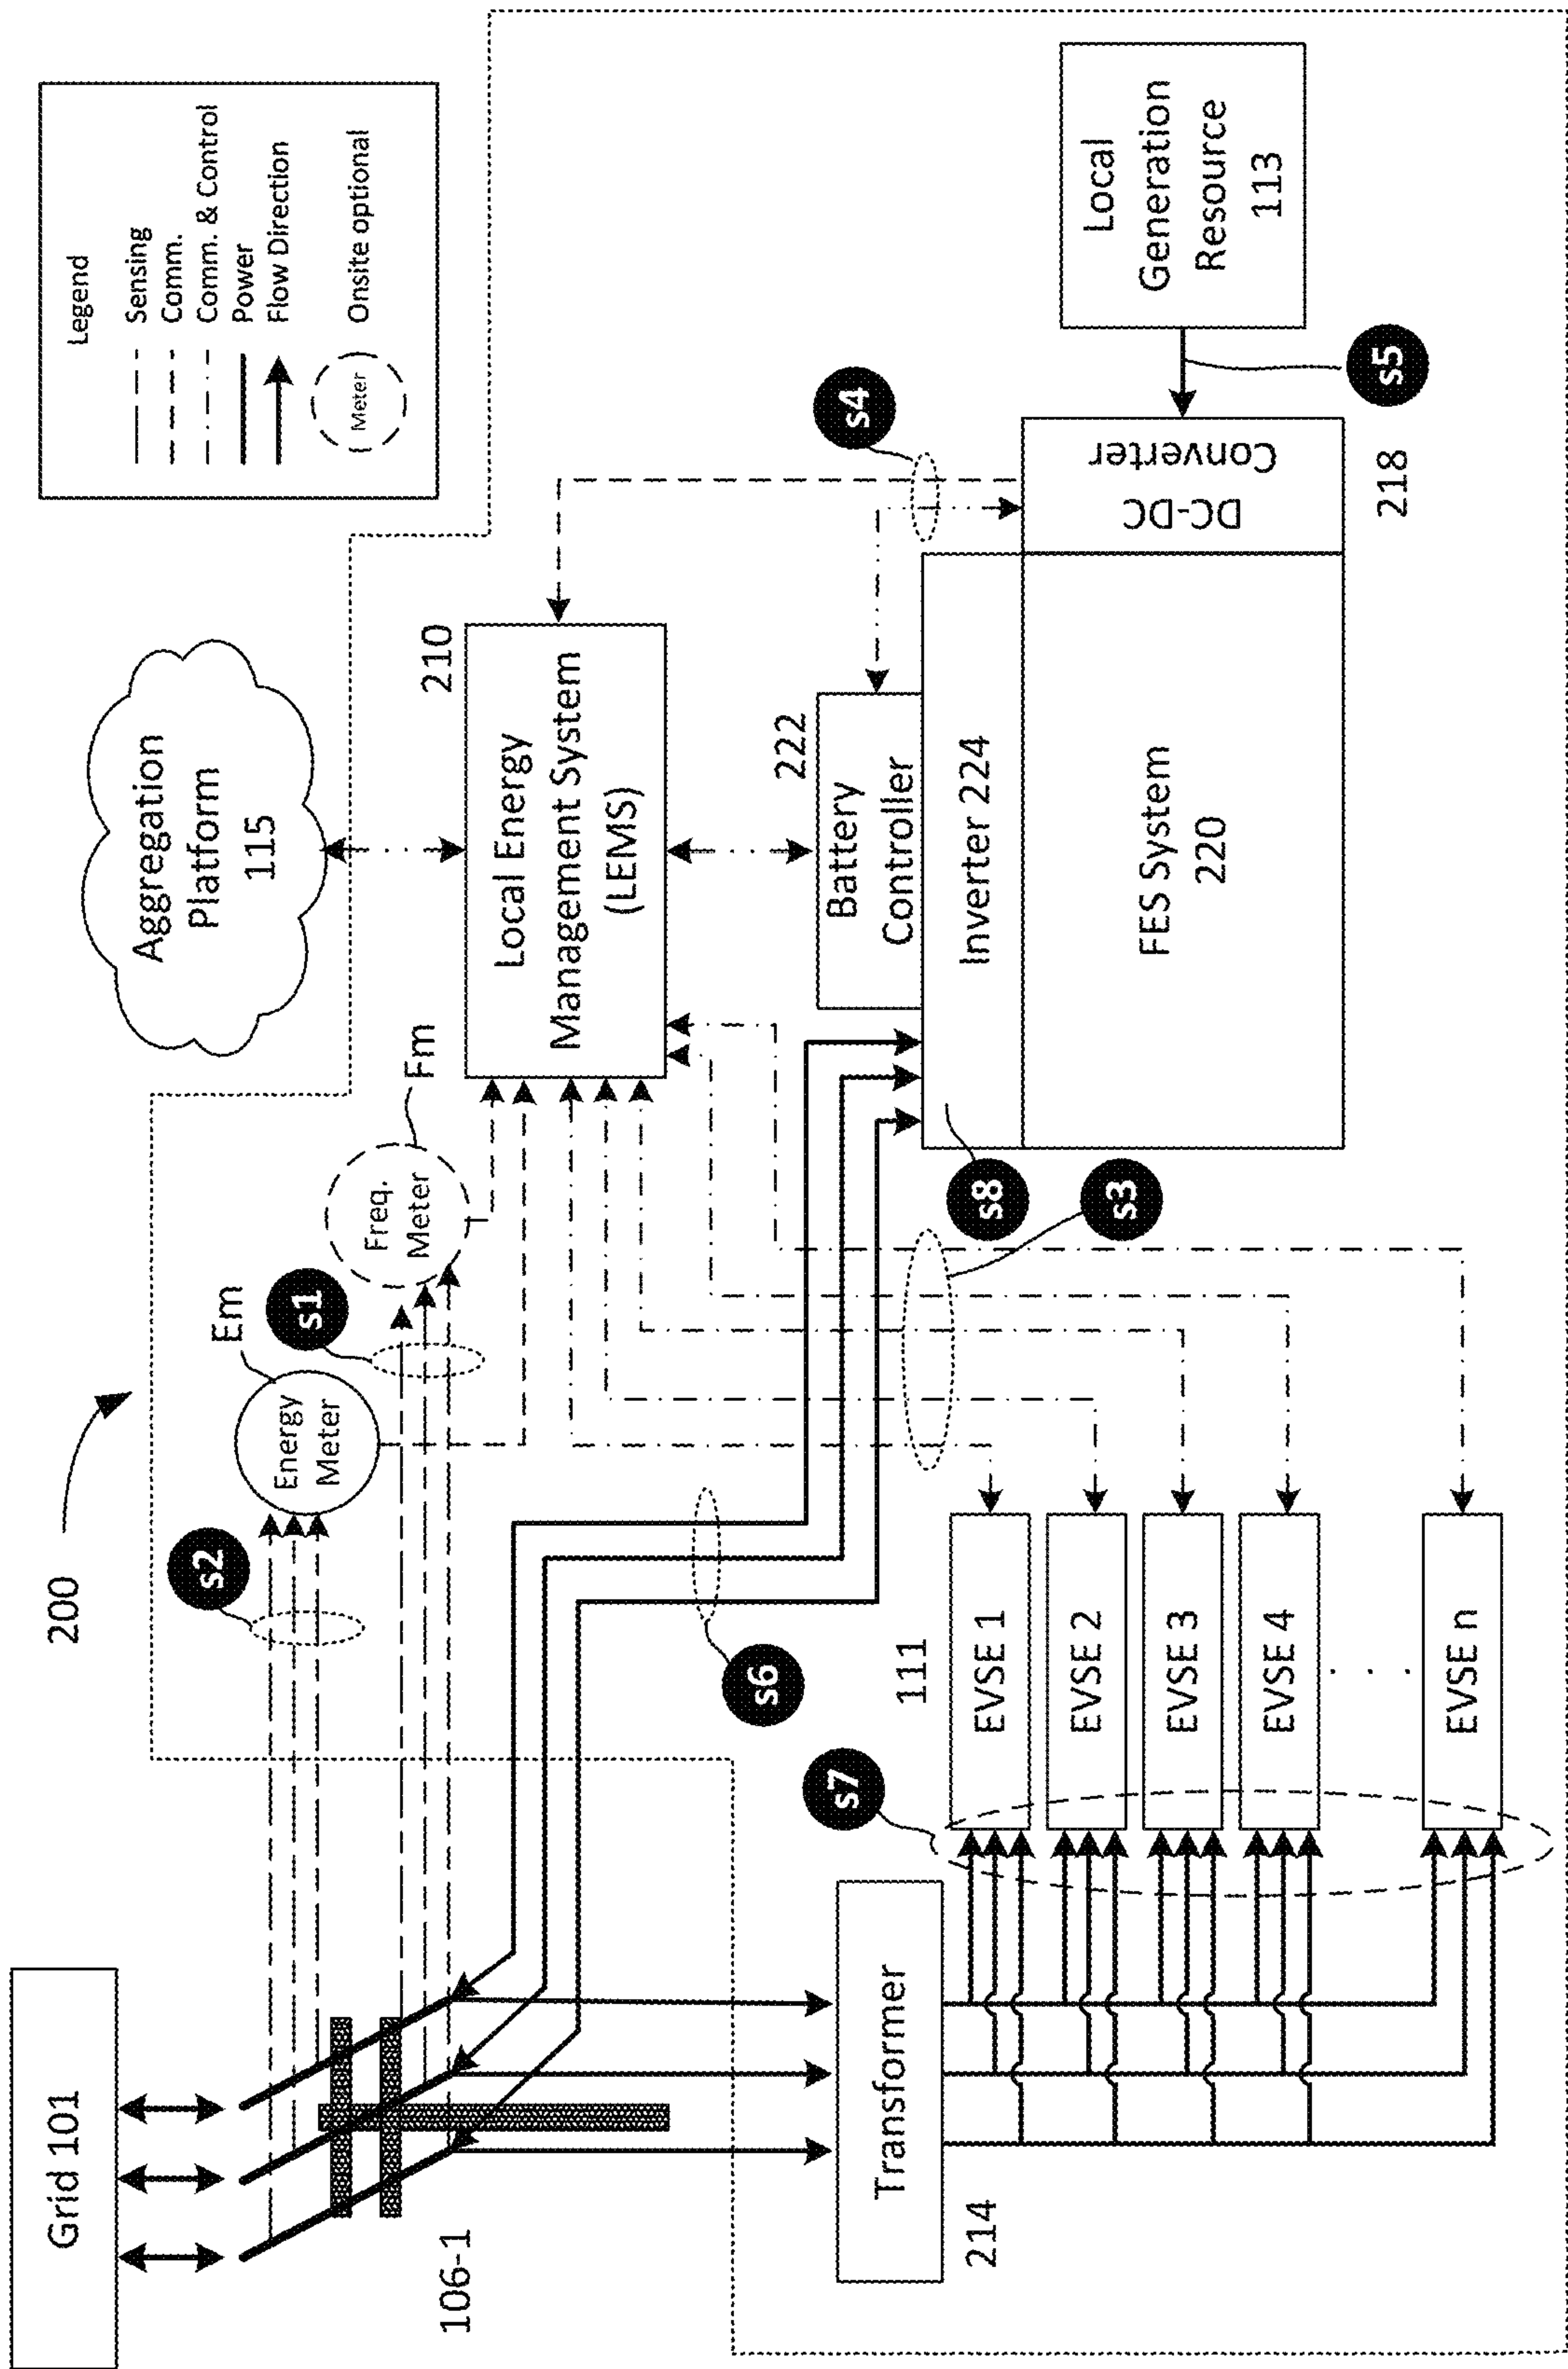 Grid 101
106-1
200
s2
Energy
Meter
Em
s1
Freq.
Meter
Fm
Aggregation
Platform
115
Legend
Sensing
Comm.
Comm. & Control
Power
Flow Direction
Meter
Onsite optional
210
Local Energy
Management System
(LEMS)
s6
222
Battery
Controller
s4
Inverter 224
FES System
220
DC-DC
Converter
218
s5
Local
Generation
Resource
113
s8
s3
Transformer
214
s7
111
EVSE 1
EVSE 2
EVSE 3
EVSE 4
. . . .
EVSE n